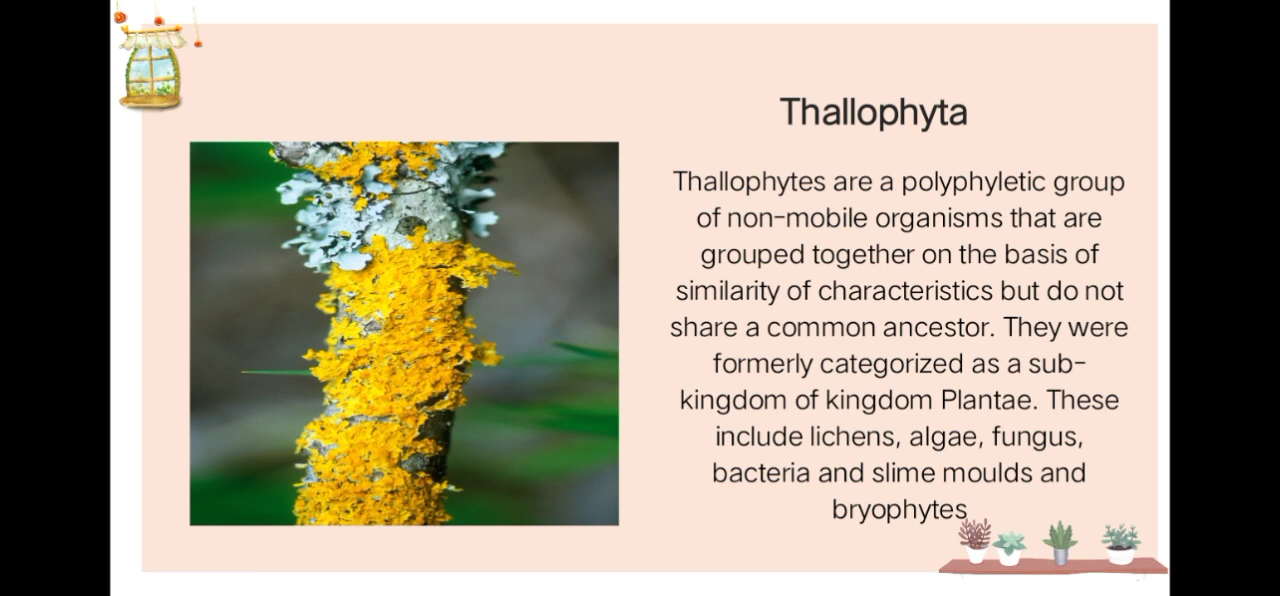 Thallophyta
Thallophytes are a polyphyletic group
of non-mobile organisms that are
grouped together on the basis of
similarity of characteristics but do not
share a common ancestor. They were
formerly categorized as a sub-
kingdom of kingdom Plantae. These
include lichens, algae, fungus,
bacteria and slime moulds and
bryophytes